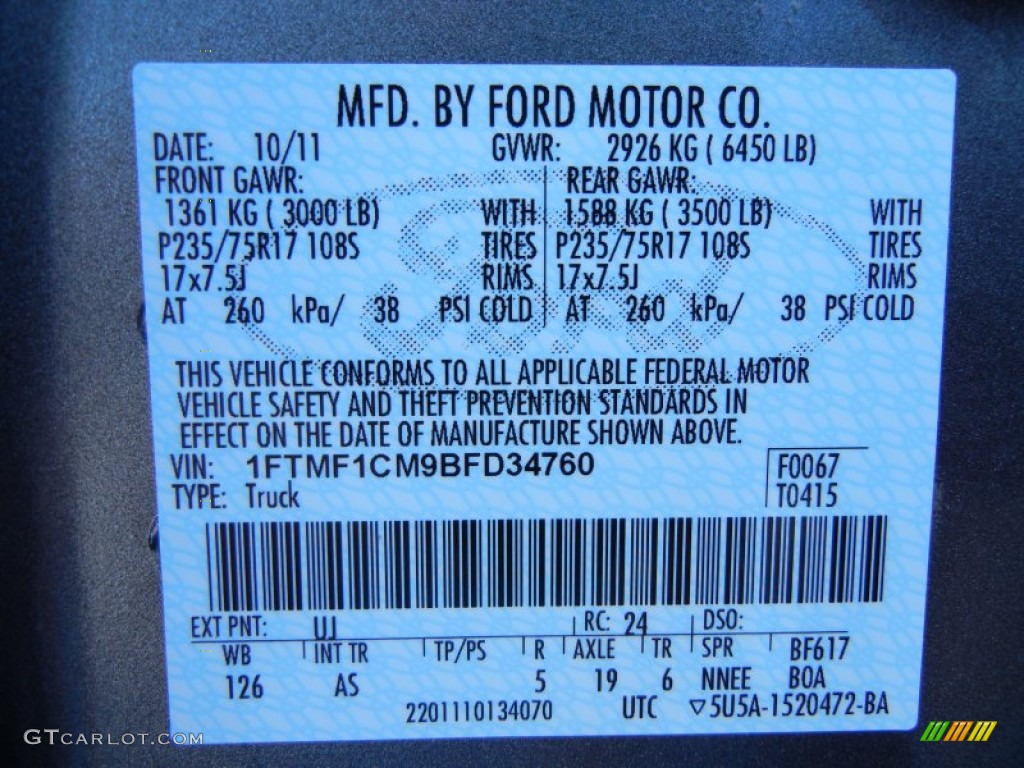 MFD. BY FORD MOTOR CO.
DATE: 10/11 GVWR: 2926 KG ( 6450 LB)
FRONT GAWR: REAR GAWR:
1361 KG ( 3000 LB) WITH 1588 KG ( 3500 LB) WITH
P235/75R17 108S TIRES P235/75R17 108S TIRES
17x7.5J RIMS 17x7.5J RIMS
AT 260 kPa/ 38 PSI COLD AT 260 kPa/ 38 PSI COLD
THIS VEHICLE CONFORMS TO ALL APPLICABLE FEDERAL MOTOR
VEHICLE SAFETY AND THEFT PREVENTION STANDARDS IN
EFFECT ON THE DATE OF MANUFACTURE SHOWN ABOVE.
VIN: 1FTMF1CM9BFD34760 F0067
TYPE: Truck T0415
EXT PNT: UJ RC: 24 DSO:
WB INT TR TP/PS R AXLE TR SPR BF617
126 AS 5 19 6 NNEE BOA
2201110134070 UTC ▽5U5A-1520472-BA
GTCARLOT.COM
Ford